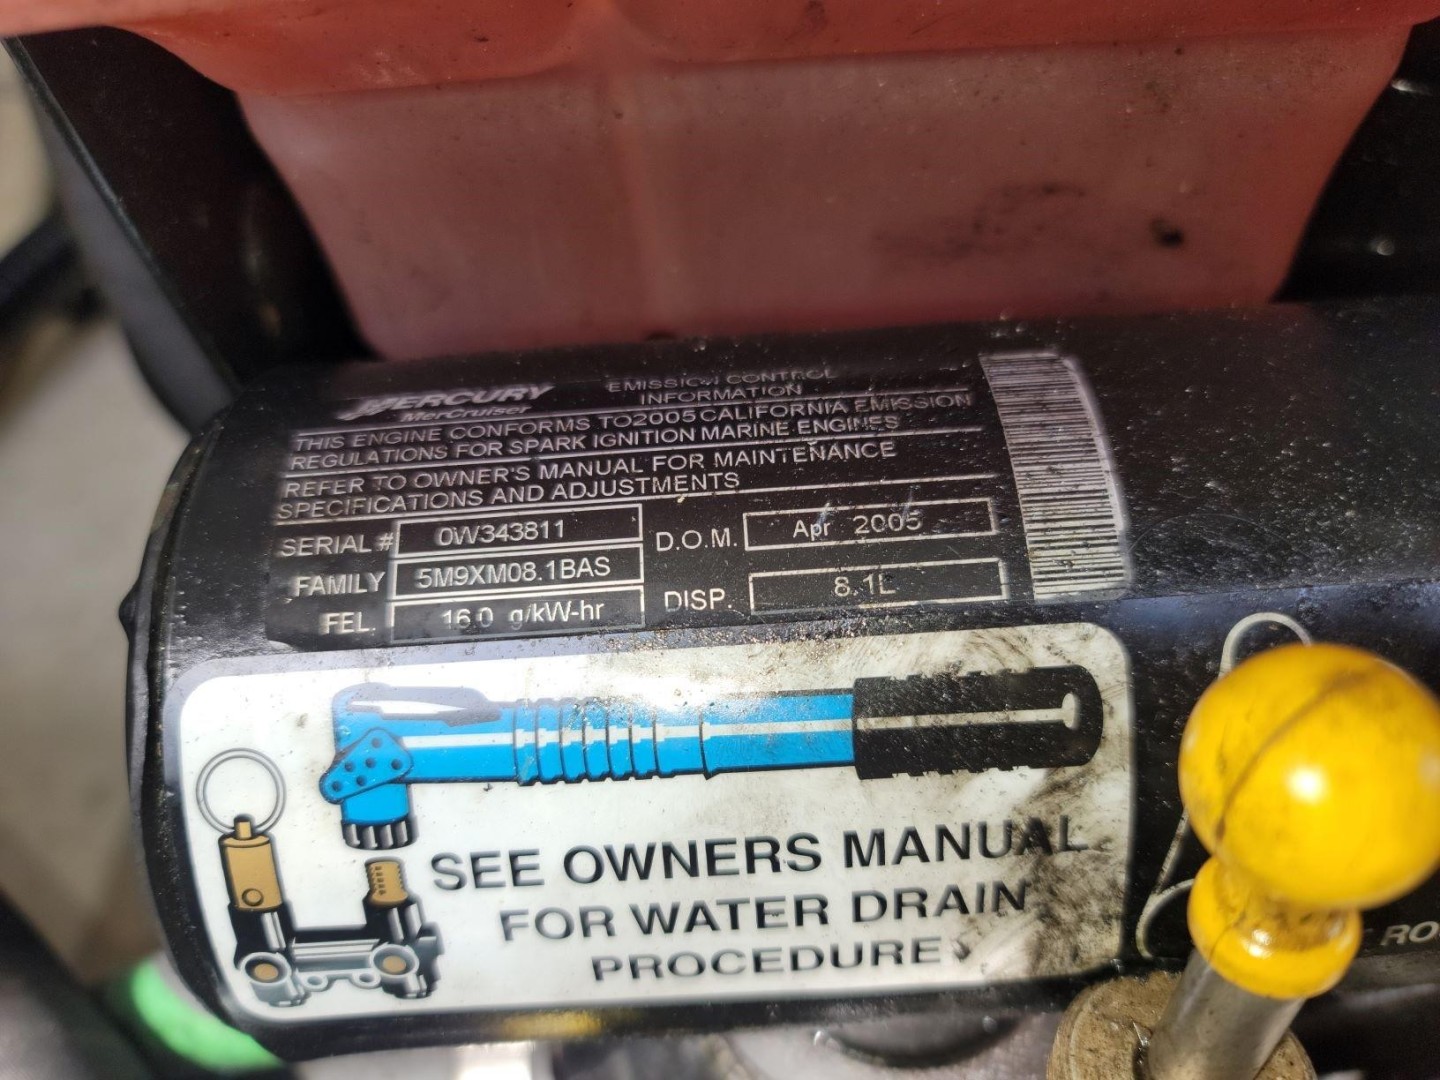 MERCURY
MerCruiser
EMISSION CONTROL
INFORMATION
THIS ENGINE CONFORMS TO2005 CALIFORNIA EMISSION
REGULATIONS FOR SPARK IGNITION MARINE ENGINES
REFER TO OWNER'S MANUAL FOR MAINTENANCE
SPECIFICATIONS AND ADJUSTMENTS
SERIAL # 0W343811 D.O.M. Apr 2005
FAMILY 5M9XM08.1BAS DISP. 8.1L
FEL. 16.0 g/kW-hr
SEE OWNERS MANUAL
FOR WATER DRAIN
PROCEDURE